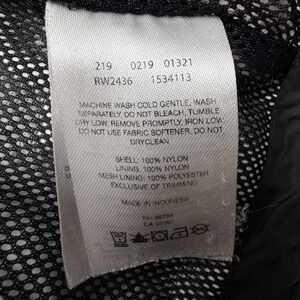 219 0219 01321
RW2436 1534113
MACHINE WASH COLD GENTLE, WASH
SEPARATELY, DO NOT BLEACH, TUMBLE
DRY LOW, REMOVE PROMPTLY, IRON LOW,
DO NOT USE FABRIC SOFTENER, DO NOT
DRYCLEAN
SHELL: 100% NYLON
LINING: 100% NYLON
MESH LINING: 100% POLYESTER
EXCLUSIVE OF TRIMMING
MADE IN INDONESIA
RN
CA